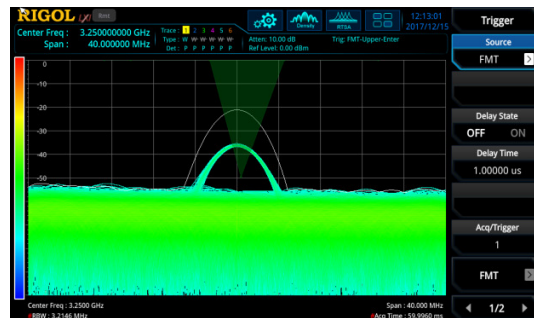 RIGOL LXI Rmt
Center Freq : 3.250000000 GHz
Span : 40.000000 MHz
Trace : 1 2 3 4 5 6
Type : W W W W W W
Det : P P P P P P
Density
RTSA
Atten: 10.00 dB
Ref Level: 0.00 dBm
Trig: FMT-Upper-Enter
12:13:01
2017/12/15
Trigger
Source
FMT
Delay State
OFF ON
Delay Time
1.00000 us
Acq/Trigger
1
FMT
1/2
0
-10
-20
-30
-40
-50
Center Freq : 3.2500 GHz
Span : 40.000 MHz
#RBW : 3.2146 MHz
#Acq Time : 59.9960 ms